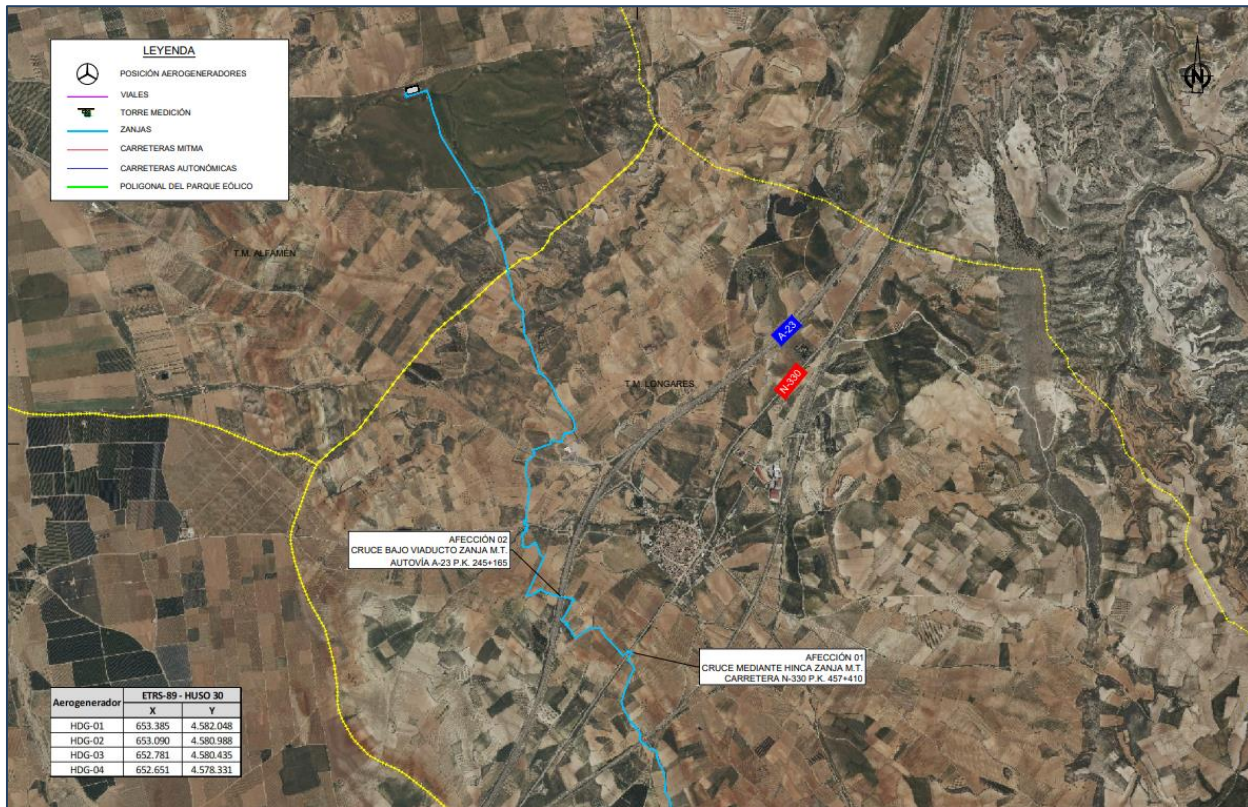 LEYENDA
POSICIÓN AEROGENERADORES
VIALES
TORRE MEDICIÓN
ZANJAS
CARRETERAS MITMA
CARRETERAS AUTONÓMICAS
POLIGONAL DEL PARQUE EÓLICO
N
T.M. ALFAMÉN
A-23
N-330
T.M. LONGARES
AFECCIÓN 02
CRUCE BAJO VIADUCTO ZANJA M.T.
AUTOVÍA A-23 P.K. 245+165
AFECCIÓN 01
CRUCE MEDIANTE HINCA ZANJA M.T.
CARRETERA N-330 P.K. 457+410
Aerogenerador ETRS-89 - HUSO 30
X Y
HDG-01 653.385 4.582.048
HDG-02 653.090 4.580.988
HDG-03 652.781 4.580.435
HDG-04 652.651 4.578.331